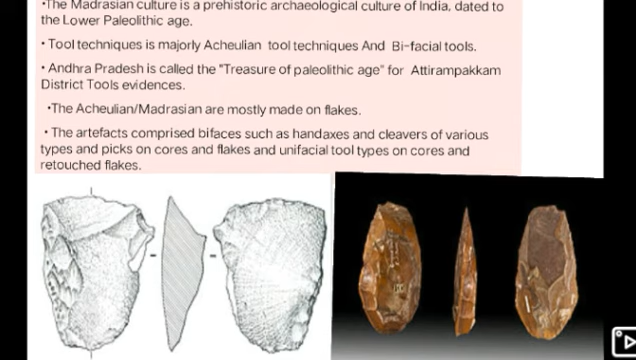 •The Madrasian culture is a prehistoric archaeological culture of India, dated to
the Lower Paleolithic age.
• Tool techniques is majorly Acheulian tool techniques And Bi-facial tools.
• Andhra Pradesh is called the "Treasure of paleolithic age" for Attirampakkam
District Tools evidences.
•The Acheulian/Madrasian are mostly made on flakes.
• The artefacts comprised bifaces such as handaxes and cleavers of various
types and picks on cores and flakes and unifacial tool types on cores and
retouched flakes.